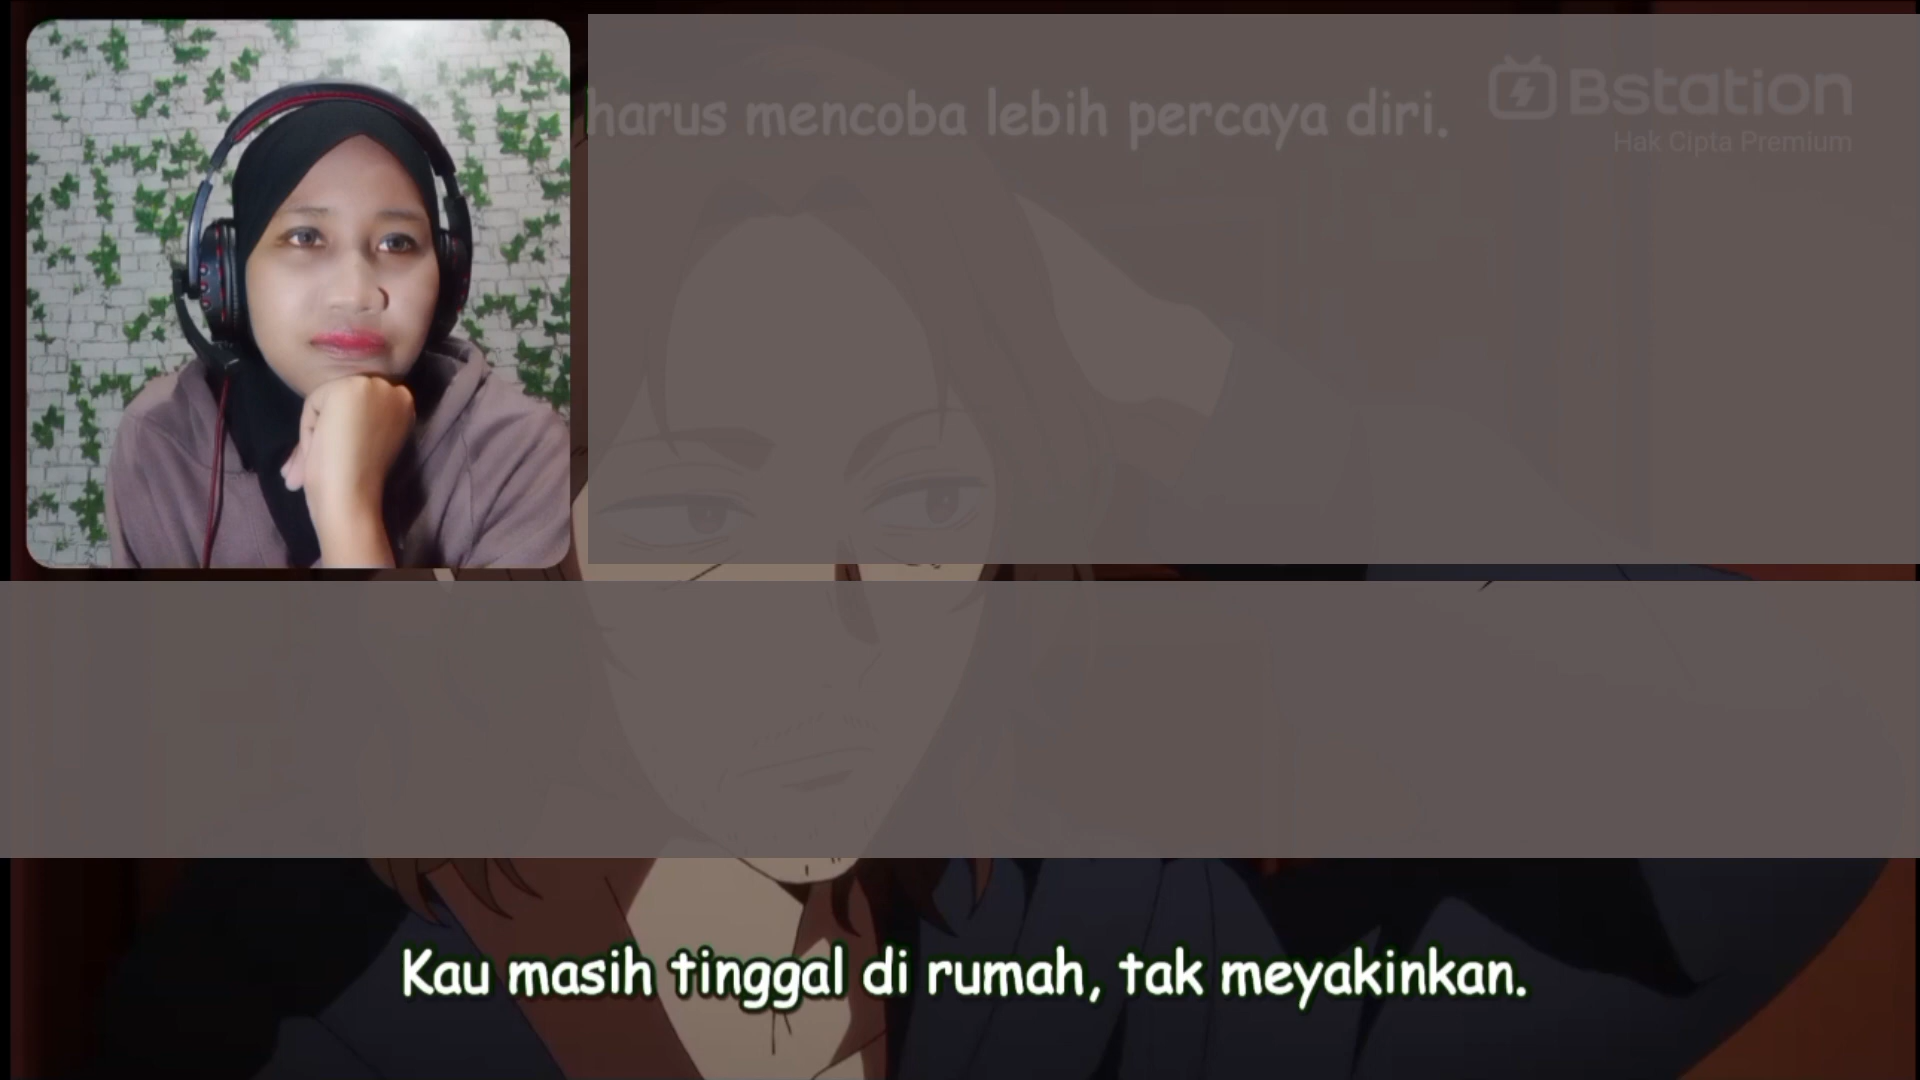 harus mencoba lebih percaya diri.
Bstation
Hak Cipta Premium
Kau masih tinggal di rumah, tak meyakinkan.